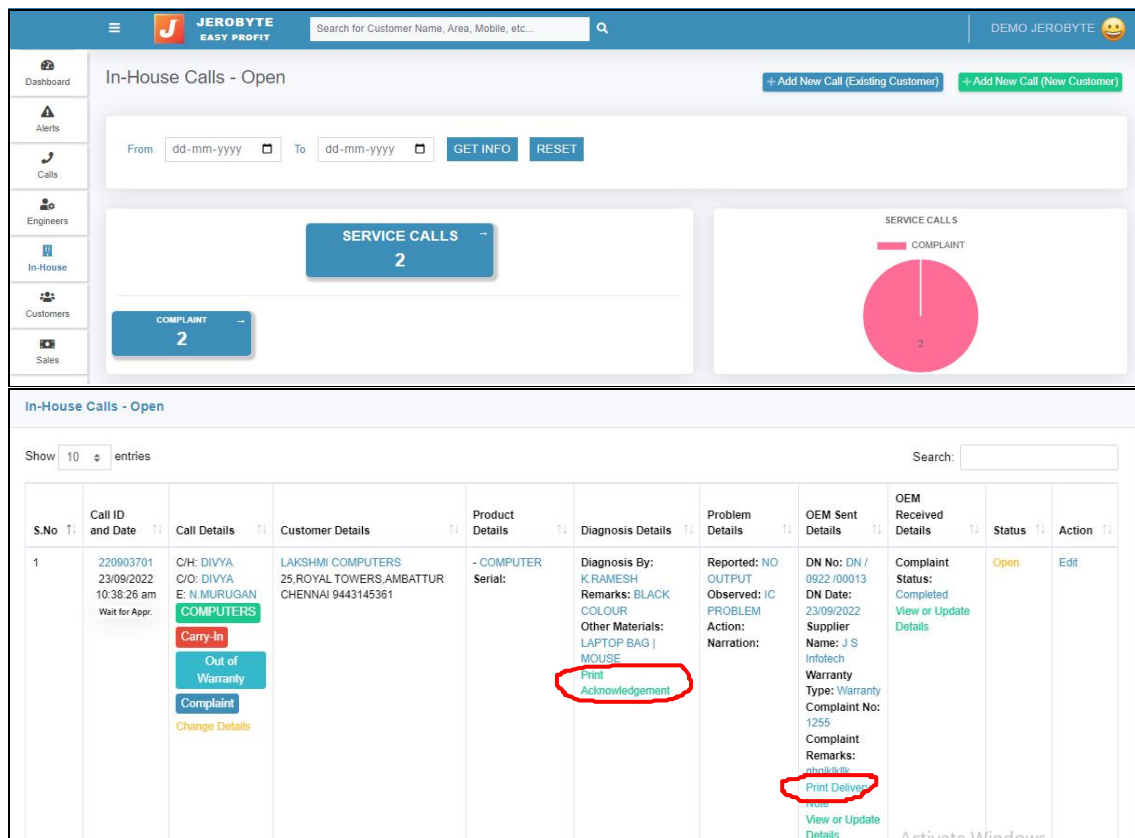 JEROBYTE
EASY PROFIT
Search for Customer Name, Area, Mobile, etc...
DEMO JEROBYTE
Dashboard
Alerts
Calls
Engineers
In-House
Customers
Sales
In-House Calls - Open
+ Add New Call (Existing Customer)
+ Add New Call (New Customer)
From dd-mm-yyyy To dd-mm-yyyy GET INFO RESET
SERVICE CALLS →
2
COMPLAINT →
2
SERVICE CALLS
COMPLAINT
2
In-House Calls - Open
Show 10 entries
Search:
S.No
Call ID
and Date
Call Details
Customer Details
Product
Details
Diagnosis Details
Problem
Details
OEM Sent
Details
OEM
Received
Details
Status
Action
1
220903701
23/09/2022
10:38:26 am
Wait for Appr.
C/H: DIVYA
C/O: DIVYA
E: N.MURUGAN
COMPUTERS
Carry-In
Out of
Warranty
Complaint
Change Details
LAKSHMI COMPUTERS
25,ROYAL TOWERS,AMBATTUR
CHENNAI 9443145361
- COMPUTER
Serial:
Diagnosis By:
K.RAMESH
Remarks: BLACK
COLOUR
Other Materials:
LAPTOP BAG |
MOUSE
Print
Acknowledgement
Reported: NO
OUTPUT
Observed: IC
PROBLEM
Action:
Narration:
DN No: DN /
0922 /00013
DN Date:
23/09/2022
Supplier
Name: J S
Infotech
Warranty
Type: Warranty
Complaint No:
1255
Complaint
Remarks:
Print Delivery
Note
View or Update
Details
Complaint
Status:
Completed
View or Update
Details
Open
Edit
Activate Windows